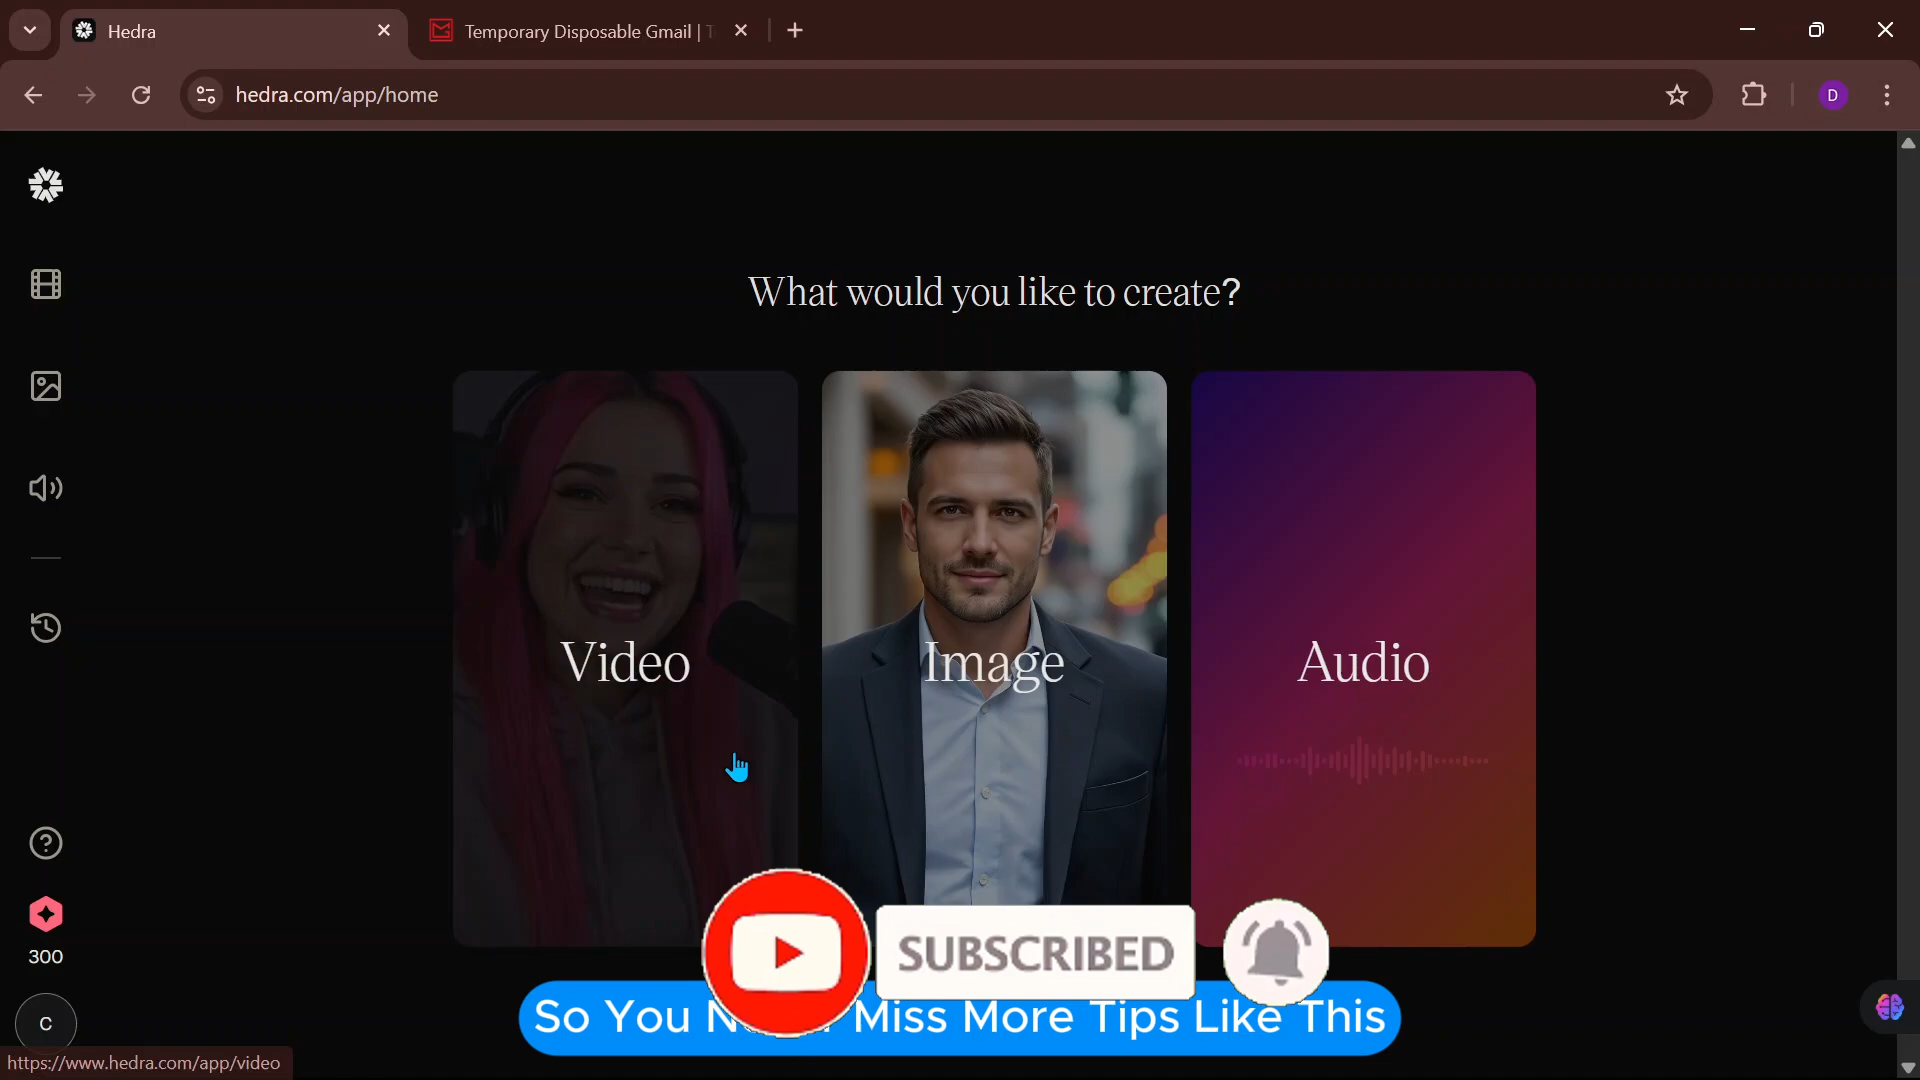 Hedra
Temporary Disposable Gmail |
hedra.com/app/home
D
What would you like to create?
Video
Image
Audio
300
SUBSCRIBED
So You Miss More Tips Like This
C
https://www.hedra.com/app/video